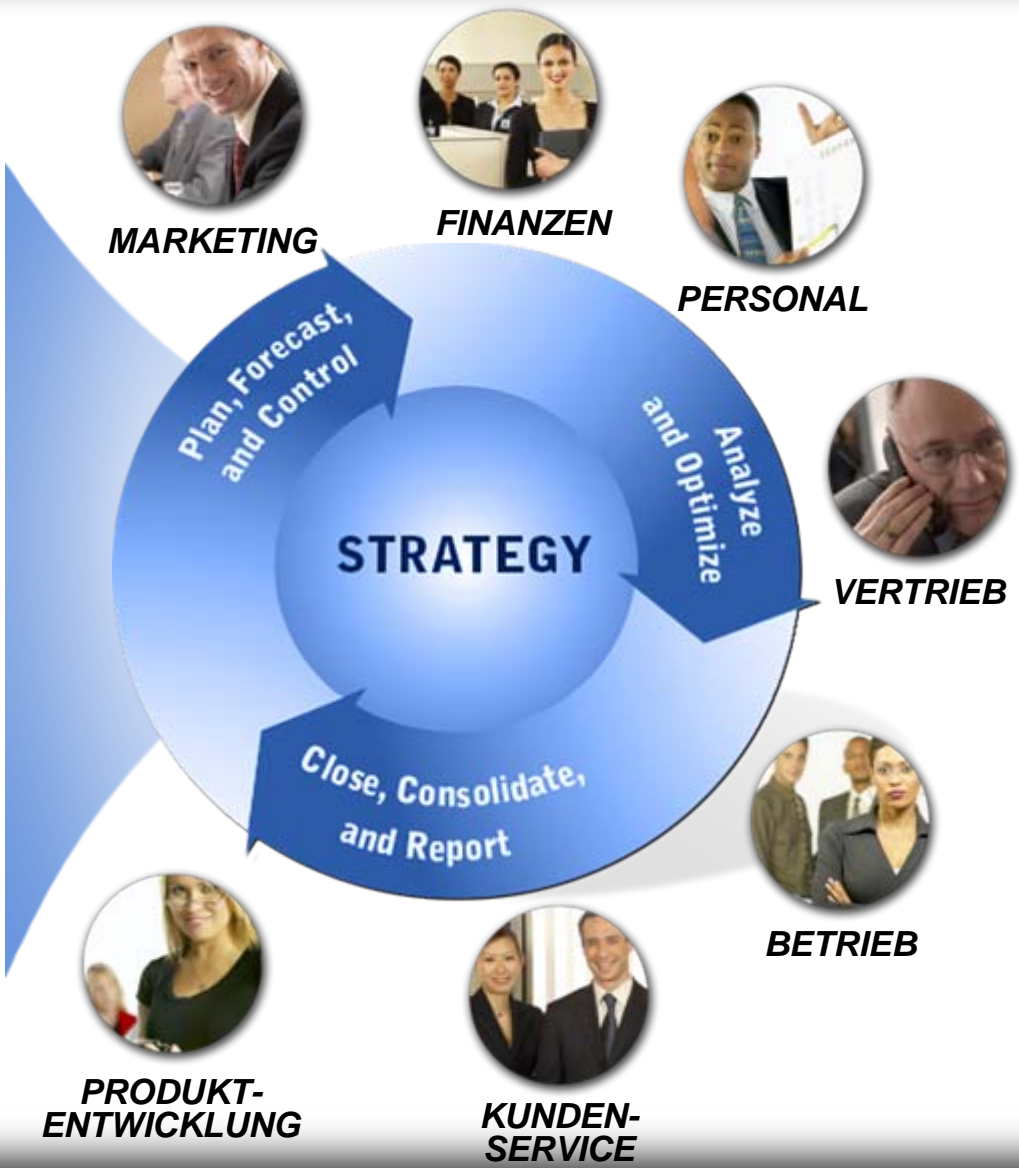 MARKETING
FINANZEN
PERSONAL
Plan, Forecast,
and Control
Analyze
and Optimize
STRATEGY
VERTRIEB
Close, Consolidate,
and Report
BETRIEB
PRODUKT-
ENTWICKLUNG
KUNDEN-
SERVICE